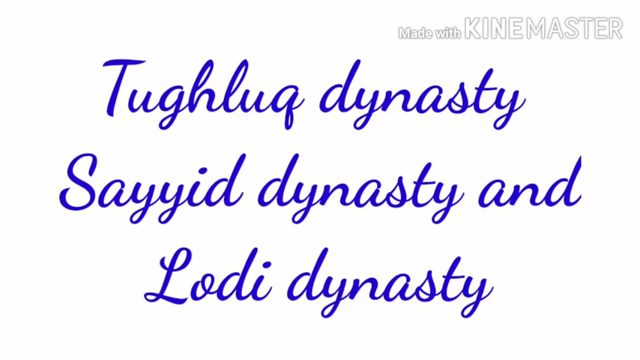 Made with KINEMASTER
Tughluq dynasty
Sayyid dynasty and
Lodi dynasty